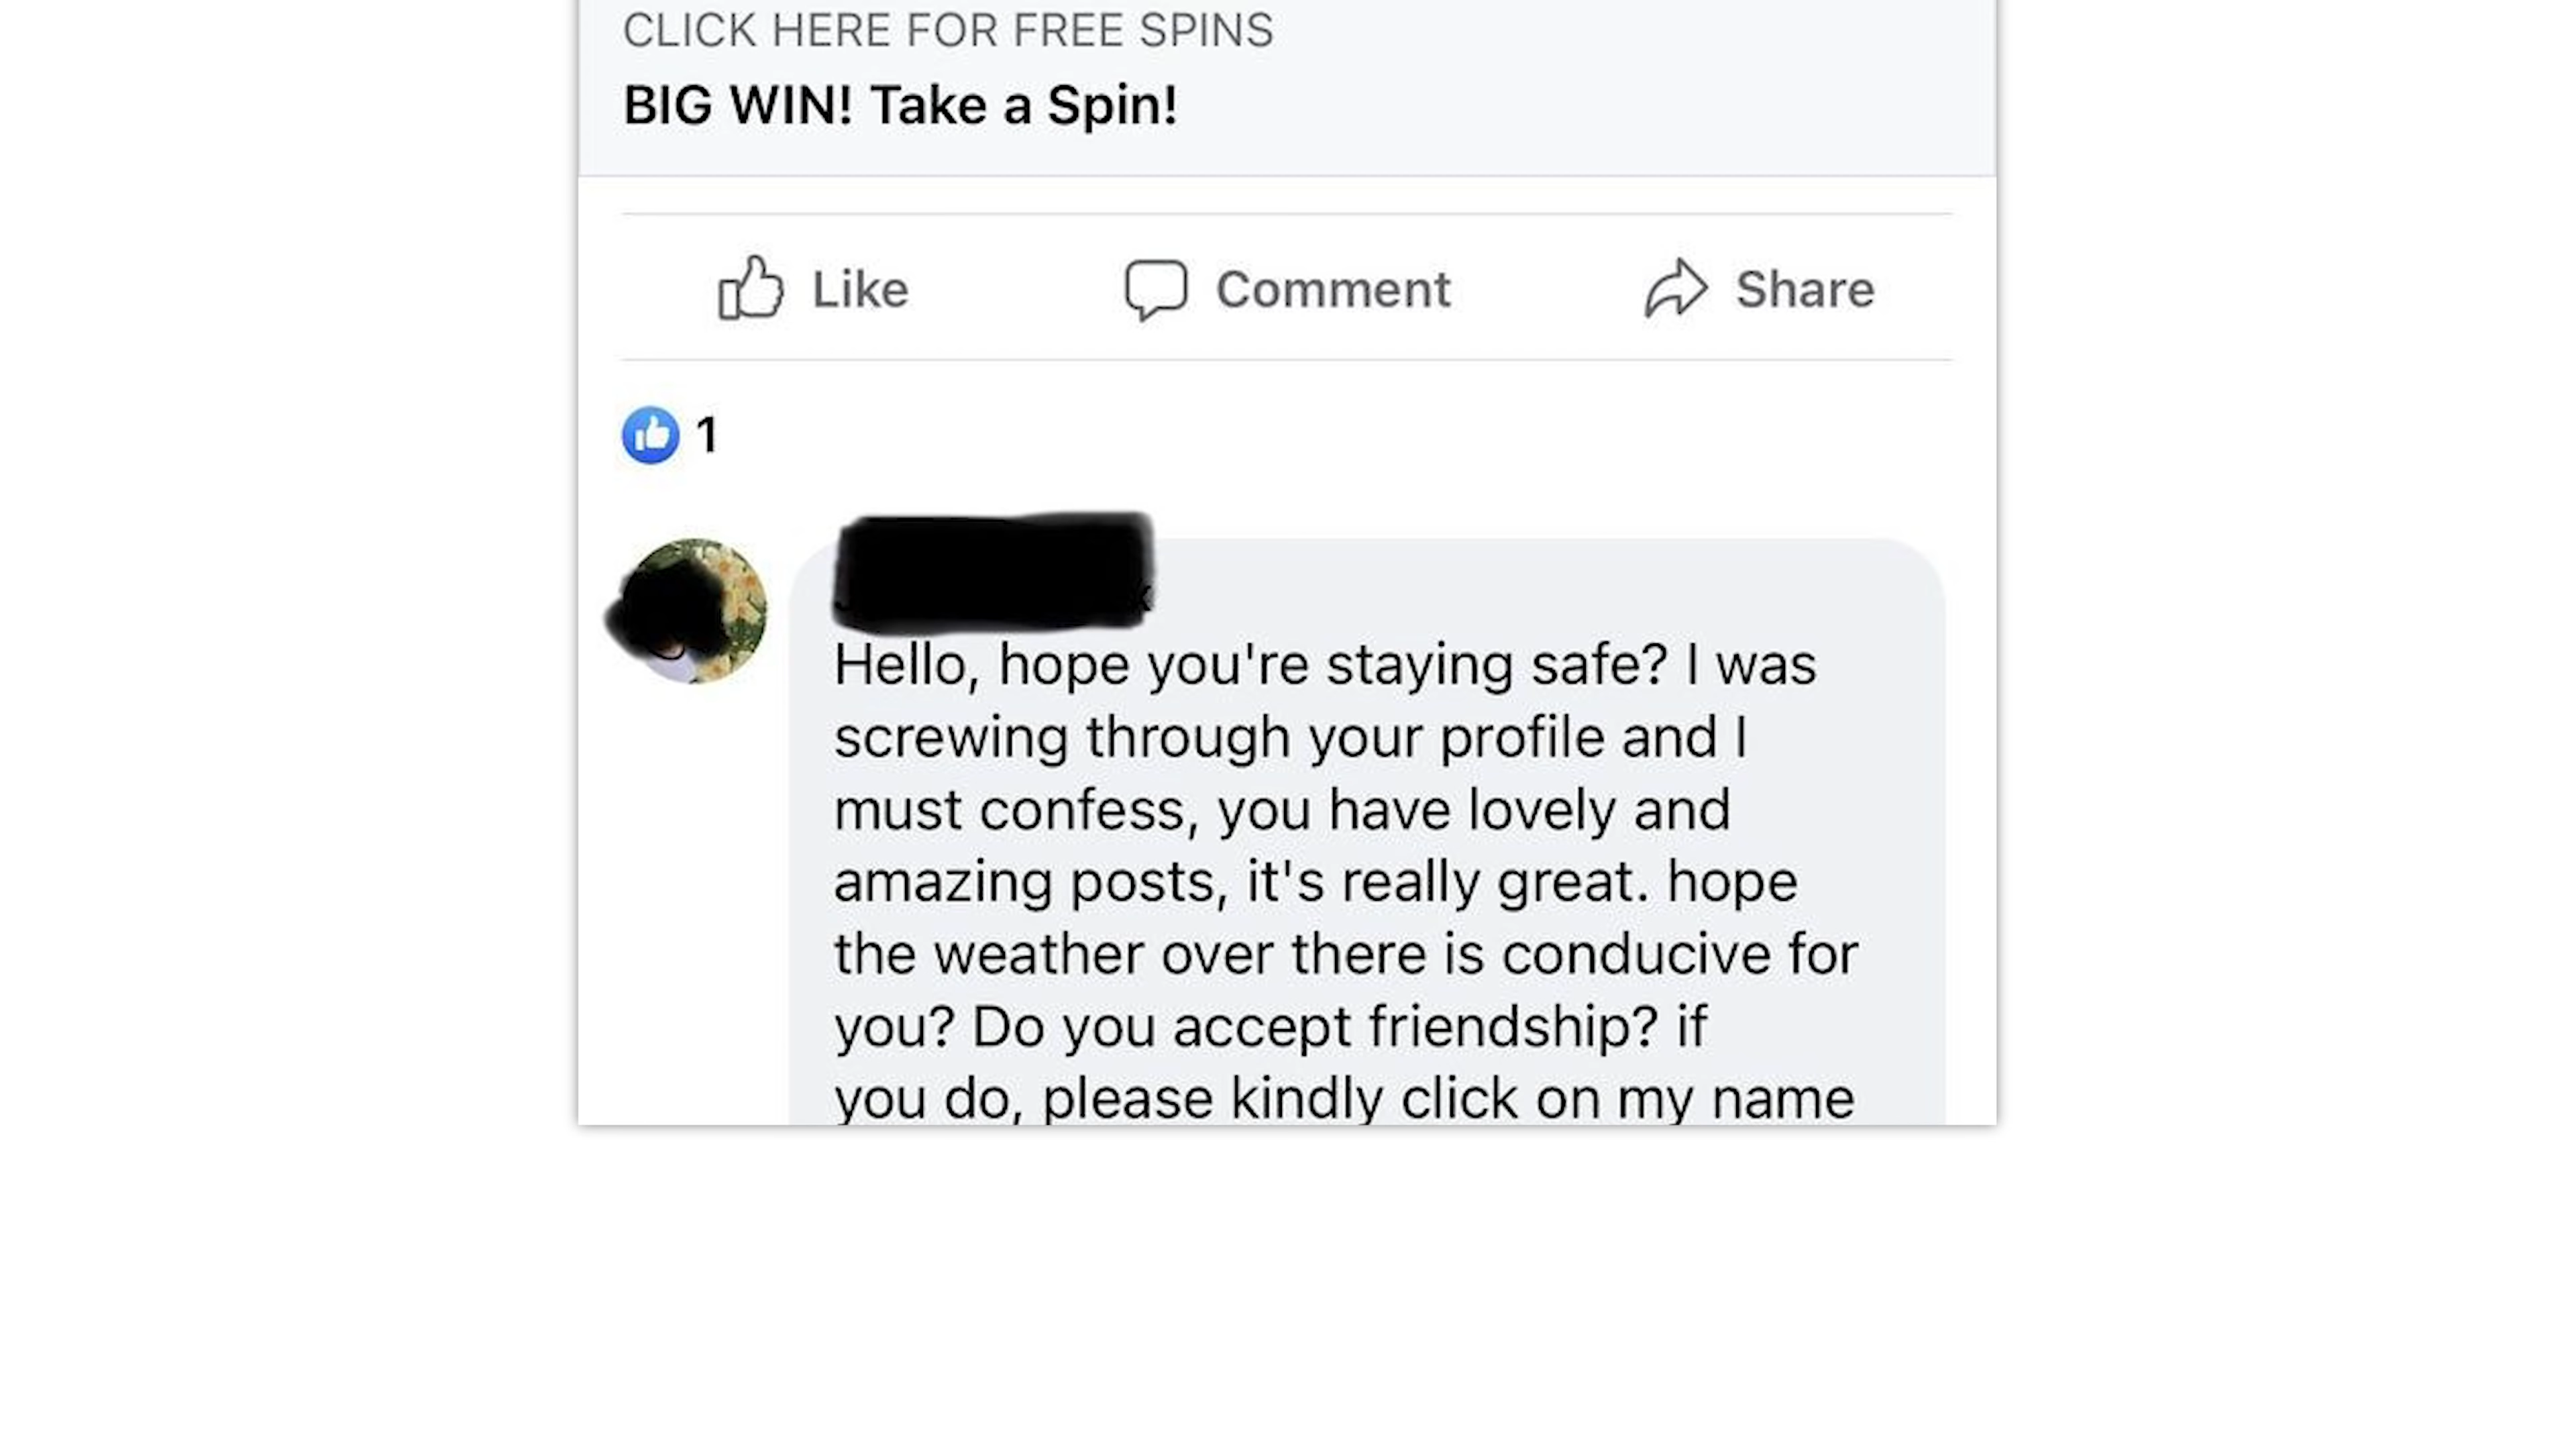 CLICK HERE FOR FREE SPINS
BIG WIN! Take a Spin!
Like
Comment
Share
1
Hello, hope you're staying safe? I was
screwing through your profile and I
must confess, you have lovely and
amazing posts, it's really great. hope
the weather over there is conducive for
you? Do you accept friendship? if
you do, please kindly click on my name